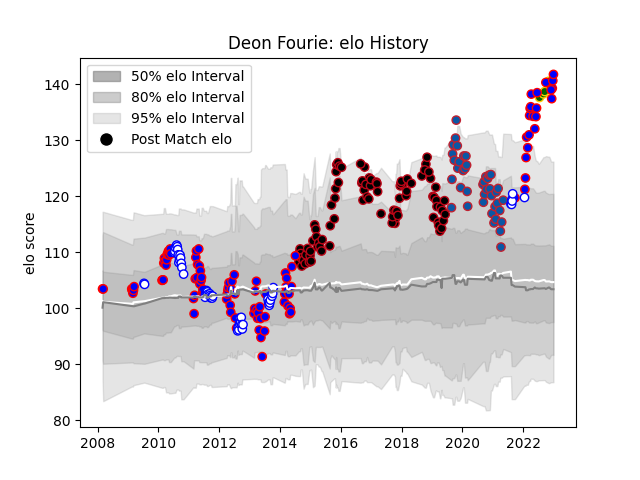 Deon Fourie: elo History
50% elo Interval
80% elo Interval
95% elo Interval
Post Match elo
elo score
140
130
120
110
100
90
80
2008 2010 2012 2014 2016 2018 2020 2022